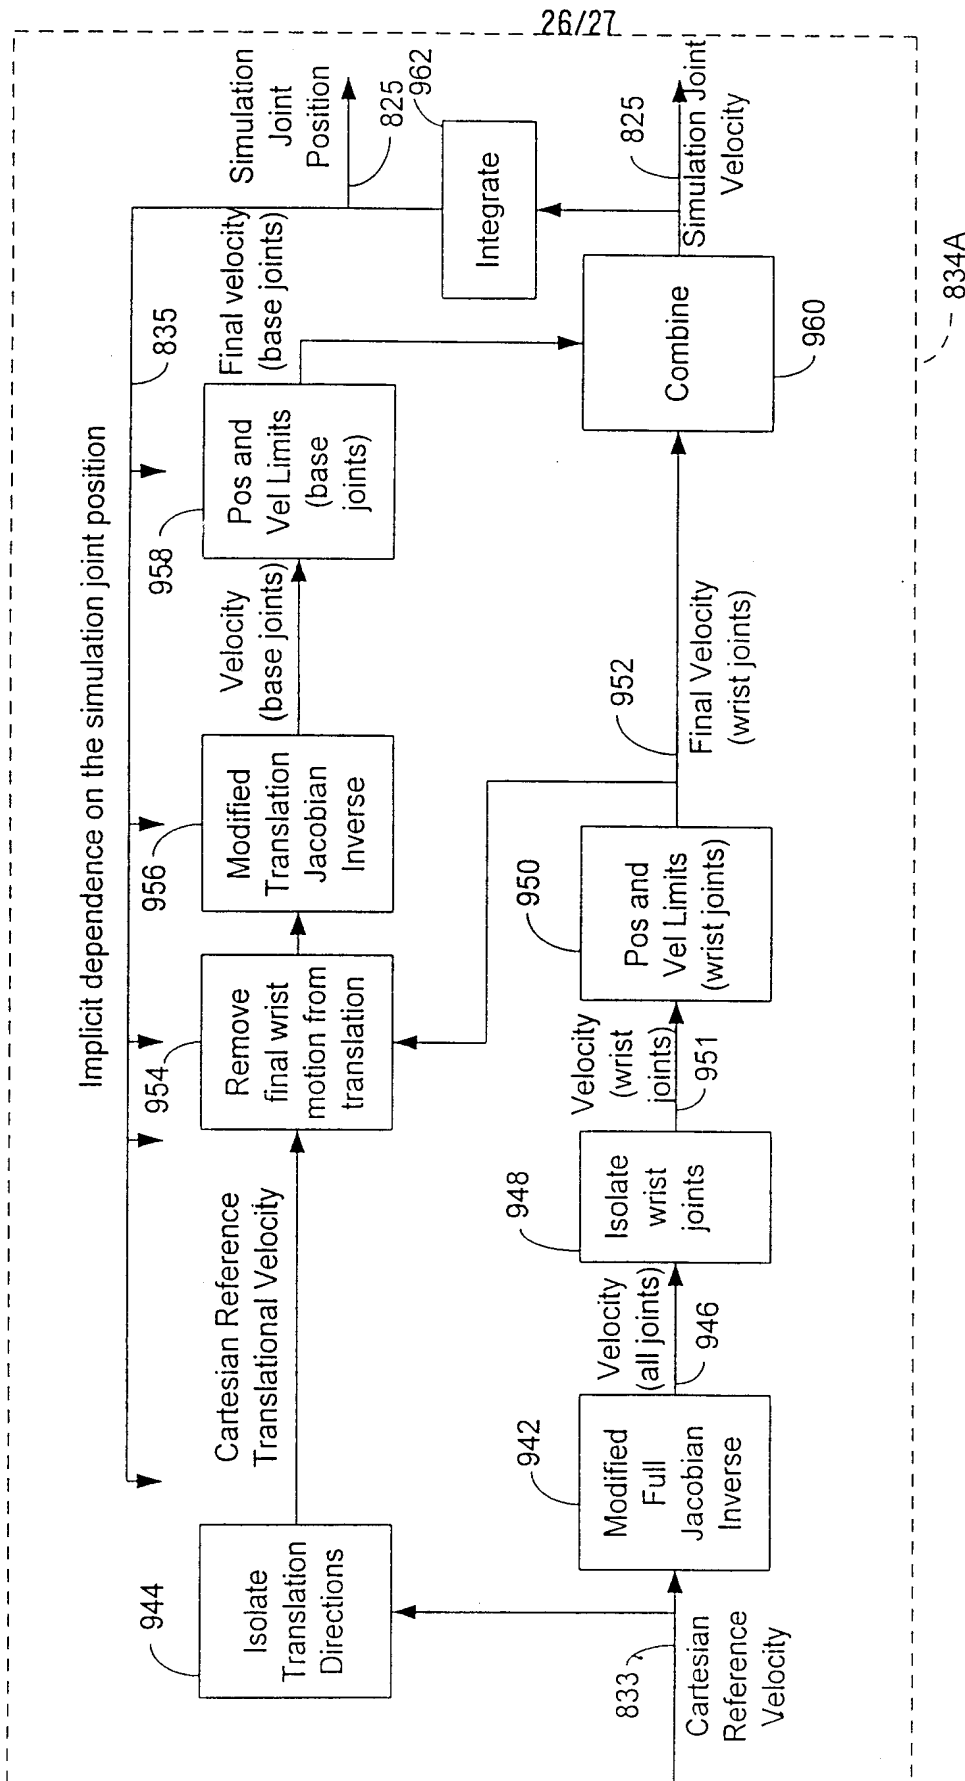 26/27
Implicit dependence on the simulation joint position
835
Simulation
Joint
Position
825
962
Integrate
Final velocity
(base joints)
958
Pos and
Vel Limits
(base
joints)
Velocity
(base joints)
956
Modified
Translation
Jacobian
Inverse
954
Remove
final wrist
motion from
translation
Cartesian Reference
Translational Velocity
944
Isolate
Translation
Directions
833
Cartesian
Reference
Velocity
942
Modified
Full
Jacobian
Inverse
Velocity
(all joints)
946
948
Isolate
wrist
joints
Velocity
(wrist
joints)
951
950
Pos and
Vel Limits
(wrist joints)
952
Final Velocity
(wrist joints)
Combine
960
825
Simulation Joint
Velocity
834A